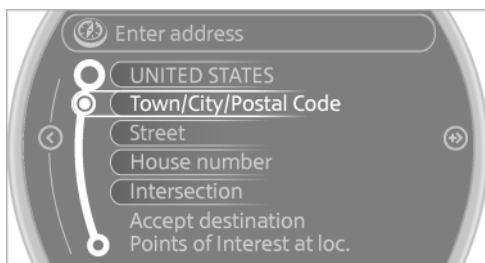 Enter address
UNITED STATES
Town/City/Postal Code
Street
House number
Intersection
Accept destination
Points of Interest at loc.